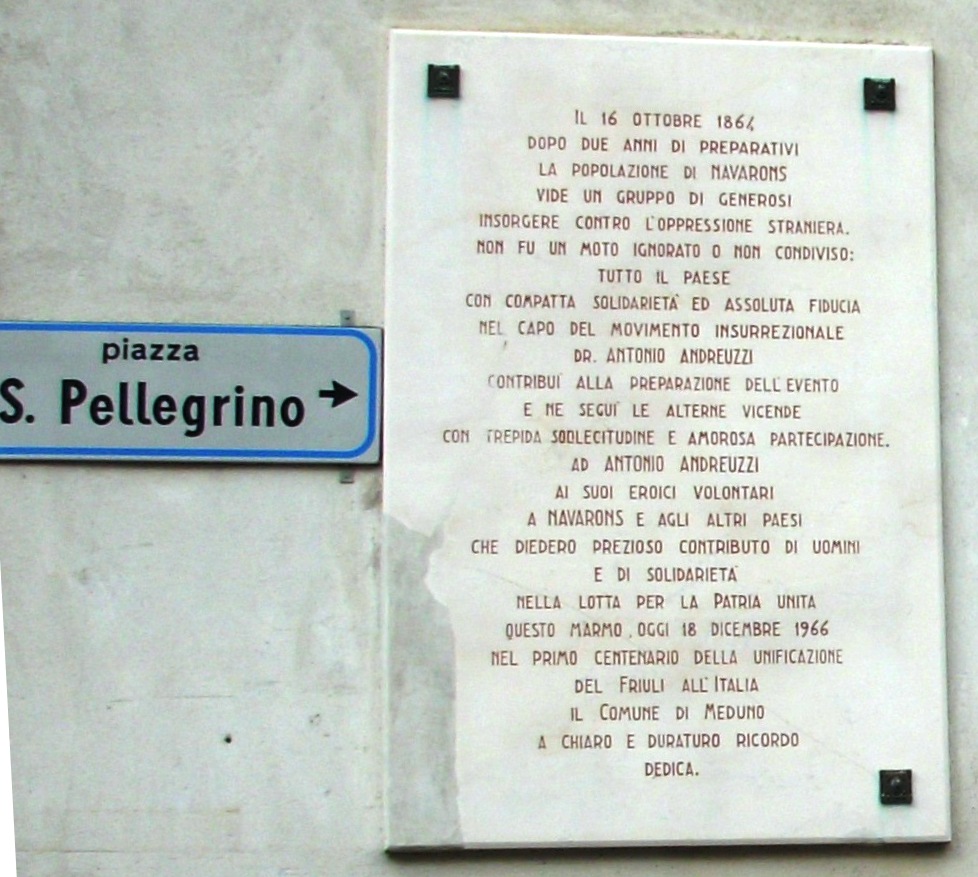 piazza
S. Pellegrino
IL 16 OTTOBRE 1864
DOPO DUE ANNI DI PREPARATIVI
LA POPOLAZIONE DI NAVARONS
VIDE UN GRUPPO DI GENEROSI
INSORGERE CONTRO L'OPPRESSIONE STRANIERA.
NON FU UN MOTO IGNORATO O NON CONDIVISO:
TUTTO IL PAESE
CON COMPATTA SOLIDARIETA' ED ASSOLUTA FIDUCIA
NEL CAPO DEL MOVIMENTO INSURREZIONALE
DR. ANTONIO ANDREUZZI
CONTRIBUI' ALLA PREPARAZIONE DELL'EVENTO
E NE SEGUI' LE ALTERNE VICENDE
CON TREPIDA SOLLECITUDINE E AMOROSA PARTECIPAZIONE.
AD ANTONIO ANDREUZZI
AI SUOI EROICI VOLONTARI
A NAVARONS E AGLI ALTRI PAESI
CHE DIEDERO PREZIOSO CONTRIBUTO DI UOMINI
E DI SOLIDARIETA'
NELLA LOTTA PER LA PATRIA UNITA
QUESTO MARMO, OGGI 18 DICEMBRE 1966
NEL PRIMO CENTENARIO DELLA UNIFICAZIONE
DEL FRIULI ALL'ITALIA
IL COMUNE DI MEDUNO
A CHIARO E DURATURO RICORDO
DEDICA.